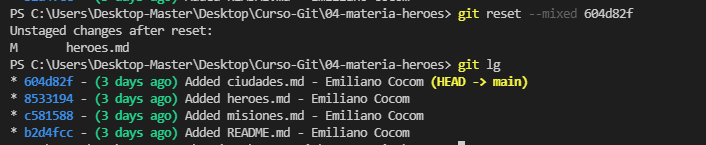 PS C:\Users\Desktop-Master\Desktop\Curso-Git\04-materia-heroes> git reset --mixed 604d82f
Unstaged changes after reset:
M       heroes.md
PS C:\Users\Desktop-Master\Desktop\Curso-Git\04-materia-heroes> git lg
* 604d82f - (3 days ago) Added ciudades.md - Emiliano Cocom (HEAD -> main)
* 8533194 - (3 days ago) Added heroes.md - Emiliano Cocom
* c581588 - (3 days ago) Added misiones.md - Emiliano Cocom
* b2d4fcc - (3 days ago) Added README.md - Emiliano Cocom